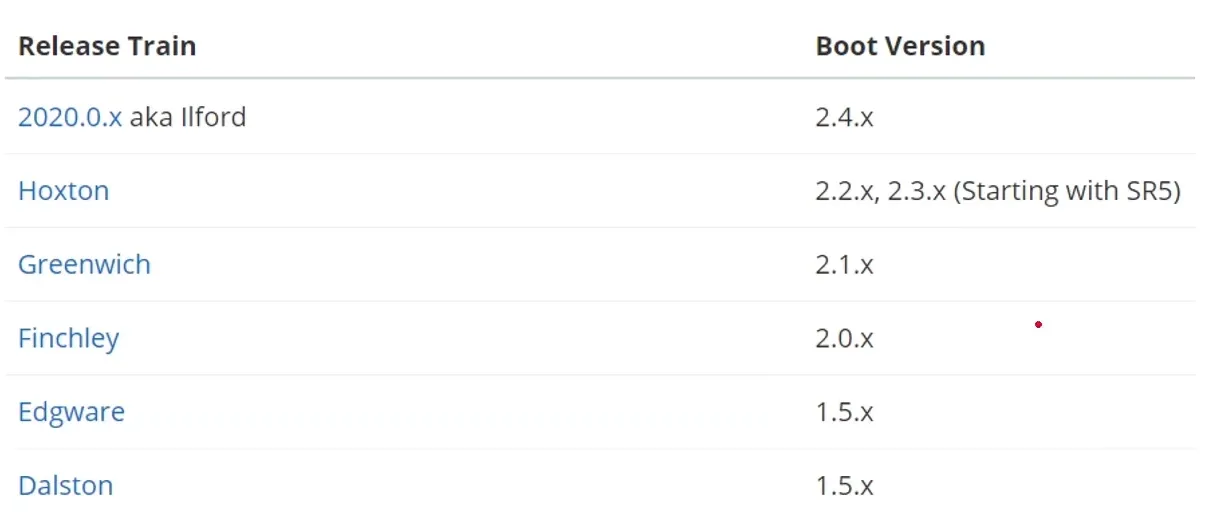 Release Train Boot Version
2020.0.x aka Ilford 2.4.x
Hoxton 2.2.x, 2.3.x (Starting with SR5)
Greenwich 2.1.x
Finchley 2.0.x
Edgware 1.5.x
Dalston 1.5.x